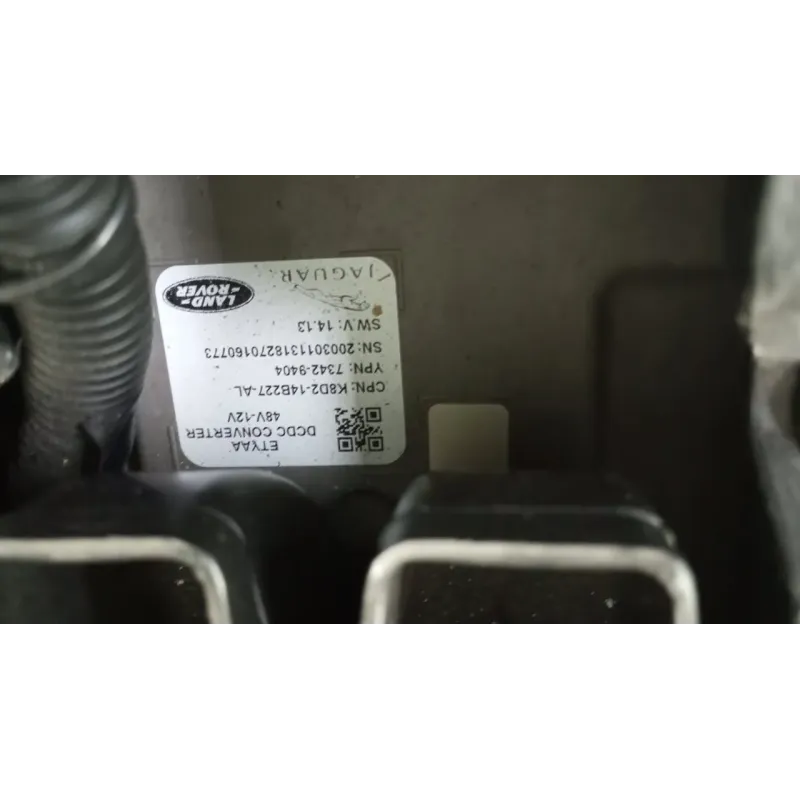 ETYAA
DCDC CONVERTER
48V-12V
CPN: K8D2-14B227-AL
YPN: 7342-9404
SN: 2003011318270160773
SW.V: 14.13
LAND-
-ROVER
JAGUAR